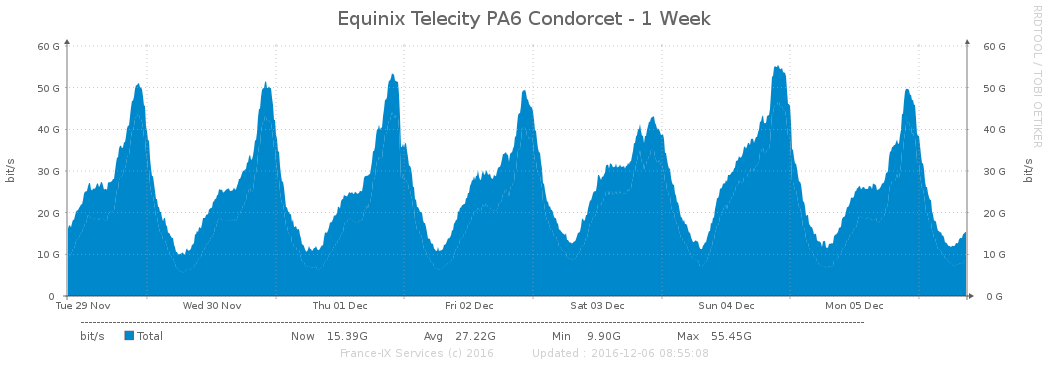 Equinix Telecity PA6 Condorcet - 1 Week
RRDTOOL / TOBI OETIKER
bit/s
bit/s
60 G 60 G
50 G 50 G
40 G 40 G
30 G 30 G
20 G 20 G
10 G 10 G
0 0 G
Tue 29 Nov Wed 30 Nov Thu 01 Dec Fri 02 Dec Sat 03 Dec Sun 04 Dec Mon 05 Dec
bit/s Total Now 15.39G Avg 27.22G Min 9.90G Max 55.45G
France-IX Services (c) 2016 Updated : 2016-12-06 08:55:08